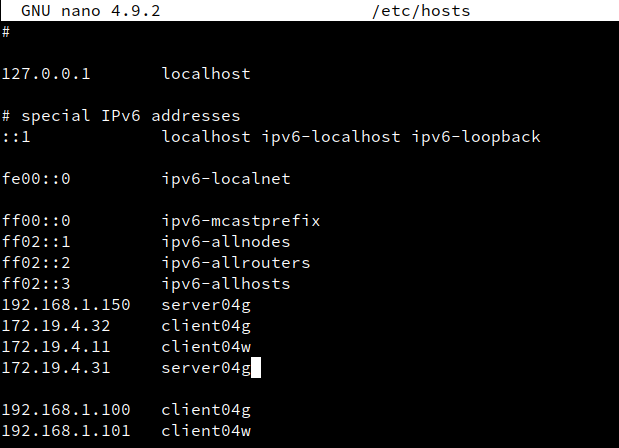 GNU nano 4.9.2 /etc/hosts
#
127.0.0.1 localhost
# special IPv6 addresses
::1 localhost ipv6-localhost ipv6-loopback
fe00::0 ipv6-localnet
ff00::0 ipv6-mcastprefix
ff02::1 ipv6-allnodes
ff02::2 ipv6-allrouters
ff02::3 ipv6-allhosts
192.168.1.150 server04g
172.19.4.32 client04g
172.19.4.11 client04w
172.19.4.31 server04g
192.168.1.100 client04g
192.168.1.101 client04w